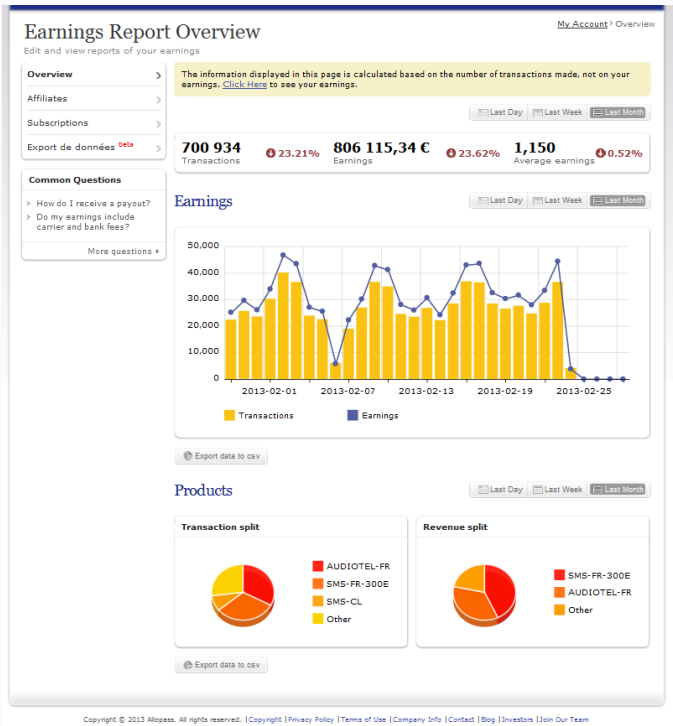 Earnings Report Overview
My Account › Overview
Edit and view reports of your earnings
Overview
Affiliates
Subscriptions
Export de données beta
Common Questions
How do I receive a payout?
Do my earnings include
carrier and bank fees?
More questions
The information displayed in this page is calculated based on the number of transactions made, not on your
earnings. Click Here to see your earnings.
Last Day Last Week Last Month
700 934 23.21% 806 115,34 € 23.62% 1,150 0.52%
Transactions Earnings Average earnings
Earnings
Last Day Last Week Last Month
50,000
40,000
30,000
20,000
10,000
0
2013-02-01 2013-02-07 2013-02-13 2013-02-19 2013-02-25
Transactions Earnings
Export data to csv
Products
Last Day Last Week Last Month
Transaction split
AUDIOTEL-FR
SMS-FR-300E
SMS-CL
Other
Revenue split
SMS-FR-300E
AUDIOTEL-FR
Other
Export data to csv
Copyright © 2013 Allopass. All rights reserved. | Copyright | Privacy Policy | Terms of Use | Company Info | Contact | Blog | Investors | Join Our Team